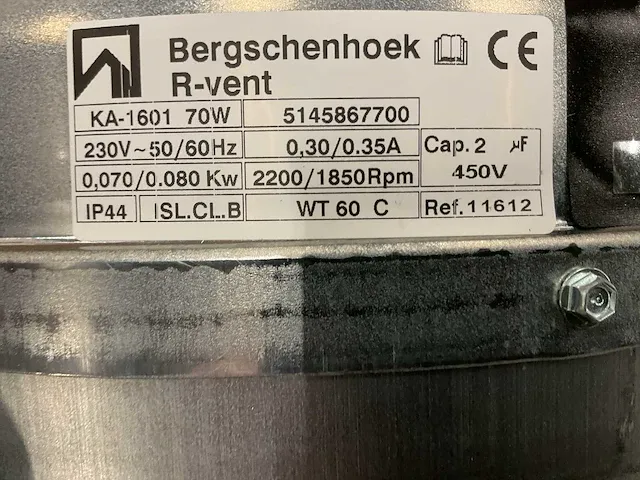 Bergschenhoek
R-vent
KA-1601 70W 5145867700
230V~50/60Hz 0,30/0.35A Cap. 2 µF
0,070/0.080 Kw 2200/1850Rpm 450V
IP44 ISL.CL.B WT 60 C Ref.11612